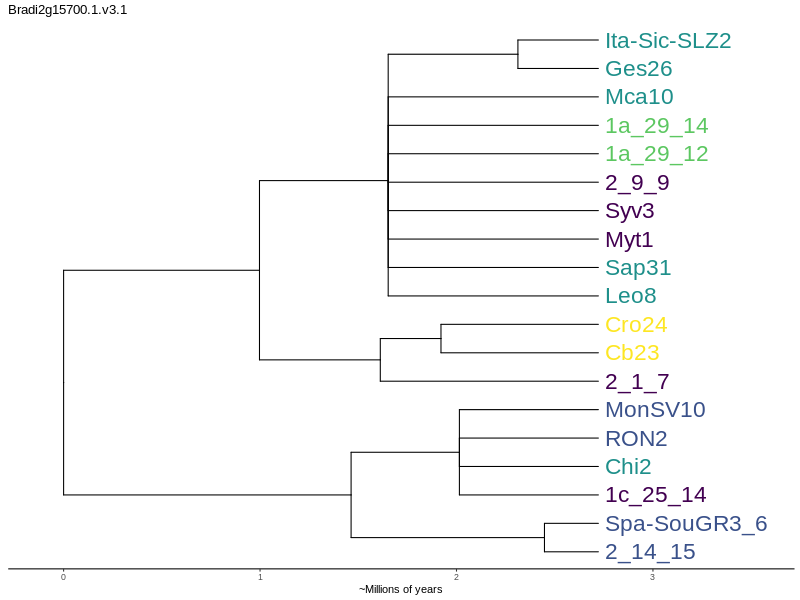 Bradi2g15700.1.v3.1
Ita-Sic-SLZ2
Ges26
Mca10
1a_29_14
1a_29_12
2_9_9
Syv3
Myt1
Sap31
Leo8
Cro24
Cb23
2_1_7
MonSV10
RON2
Chi2
1c_25_14
Spa-SouGR3_6
2_14_15
0 1 2 3
~Millions of years